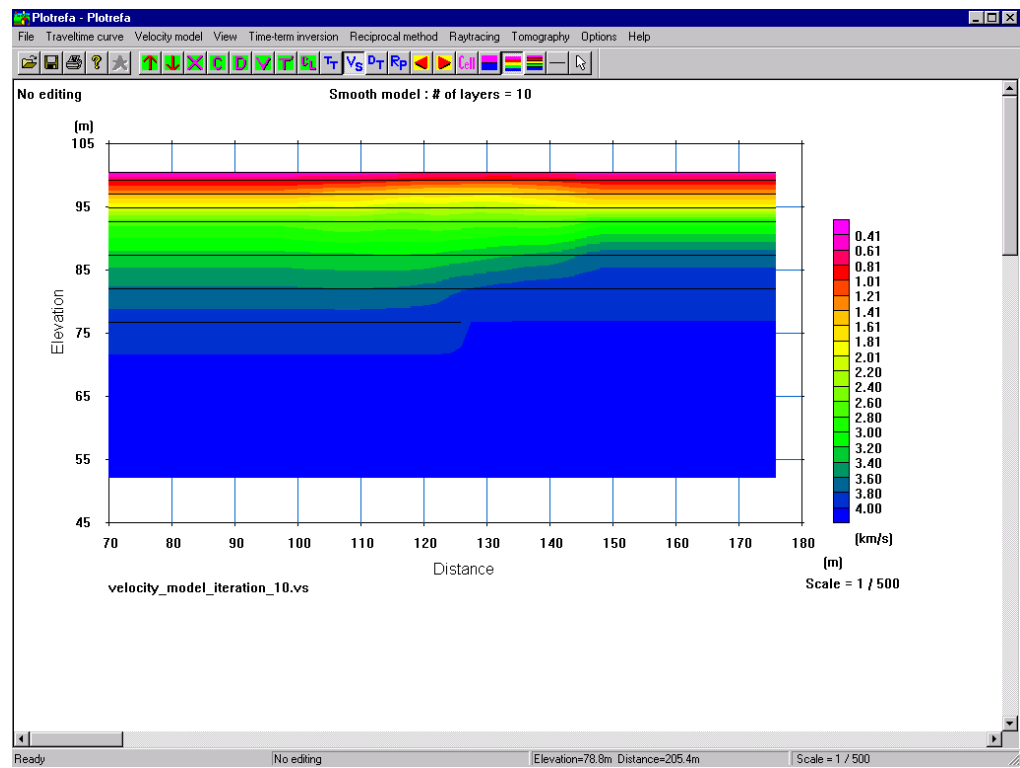 Plotrefa - Plotrefa
File Traveltime curve Velocity model View Time-term inversion Reciprocal method Raytracing Tomography Options Help
? C D TT VS DT RP Cell
No editing
Smooth model : # of layers = 10
(m)
105
95
85
75
65
55
45
Elevation
70 80 90 100 110 120 130 140 150 160 170 180
(m)
Distance
0.41
0.61
0.81
1.01
1.21
1.41
1.61
1.81
2.01
2.20
2.40
2.60
2.80
3.00
3.20
3.40
3.60
3.80
4.00
(km/s)
Scale = 1 / 500
velocity_model_iteration_10.vs
Ready No editing Elevation=78.8m Distance=205.4m Scale = 1 / 500